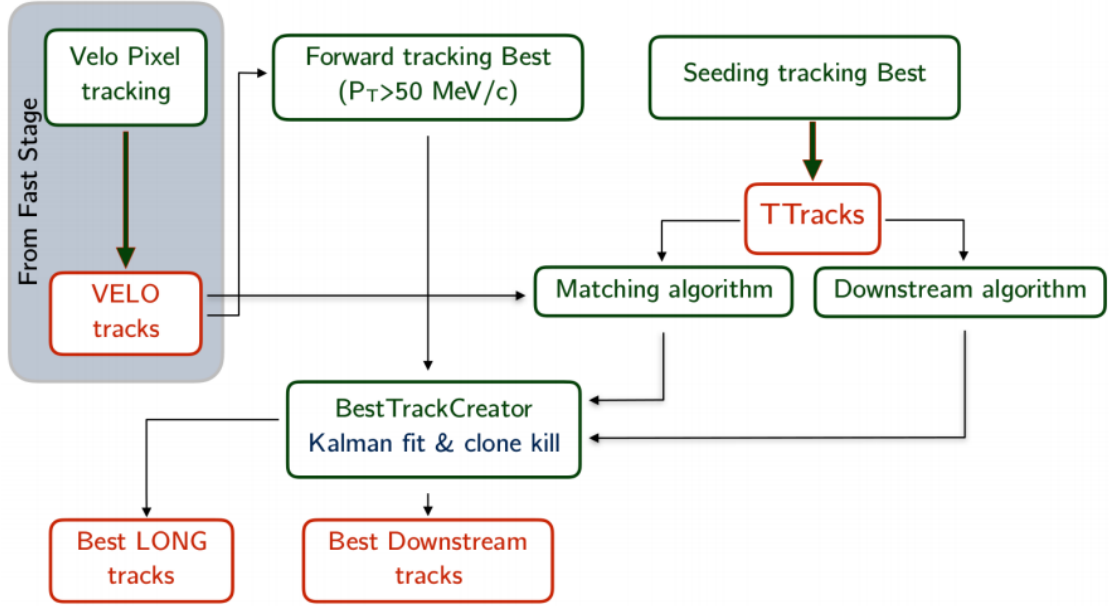 From Fast Stage
Velo Pixel
tracking
Forward tracking Best
(P_T>50 MeV/c)
Seeding tracking Best
TTracks
VELO
tracks
Matching algorithm
Downstream algorithm
BestTrackCreator
Kalman fit & clone kill
Best LONG
tracks
Best Downstream
tracks